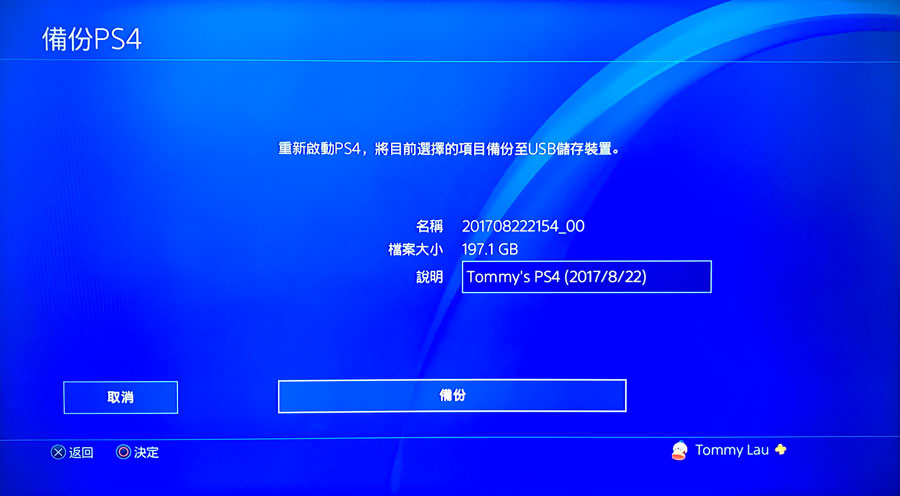 備份PS4
重新啟動PS4，將目前選擇的項目備份至USB儲存裝置。
名稱 201708222154_00
檔案大小 197.1 GB
說明 Tommy's PS4 (2017/8/22)
取消 備份
返回 決定 Tommy Lau